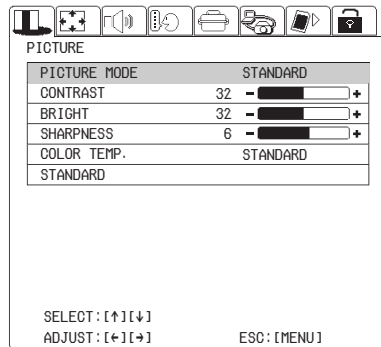 PICTURE
PICTURE MODE STANDARD
CONTRAST 32 - +
BRIGHT 32 - +
SHARPNESS 6 - +
COLOR TEMP. STANDARD
STANDARD
SELECT:[↑][↓]
ADJUST:[←][→] ESC:[MENU]